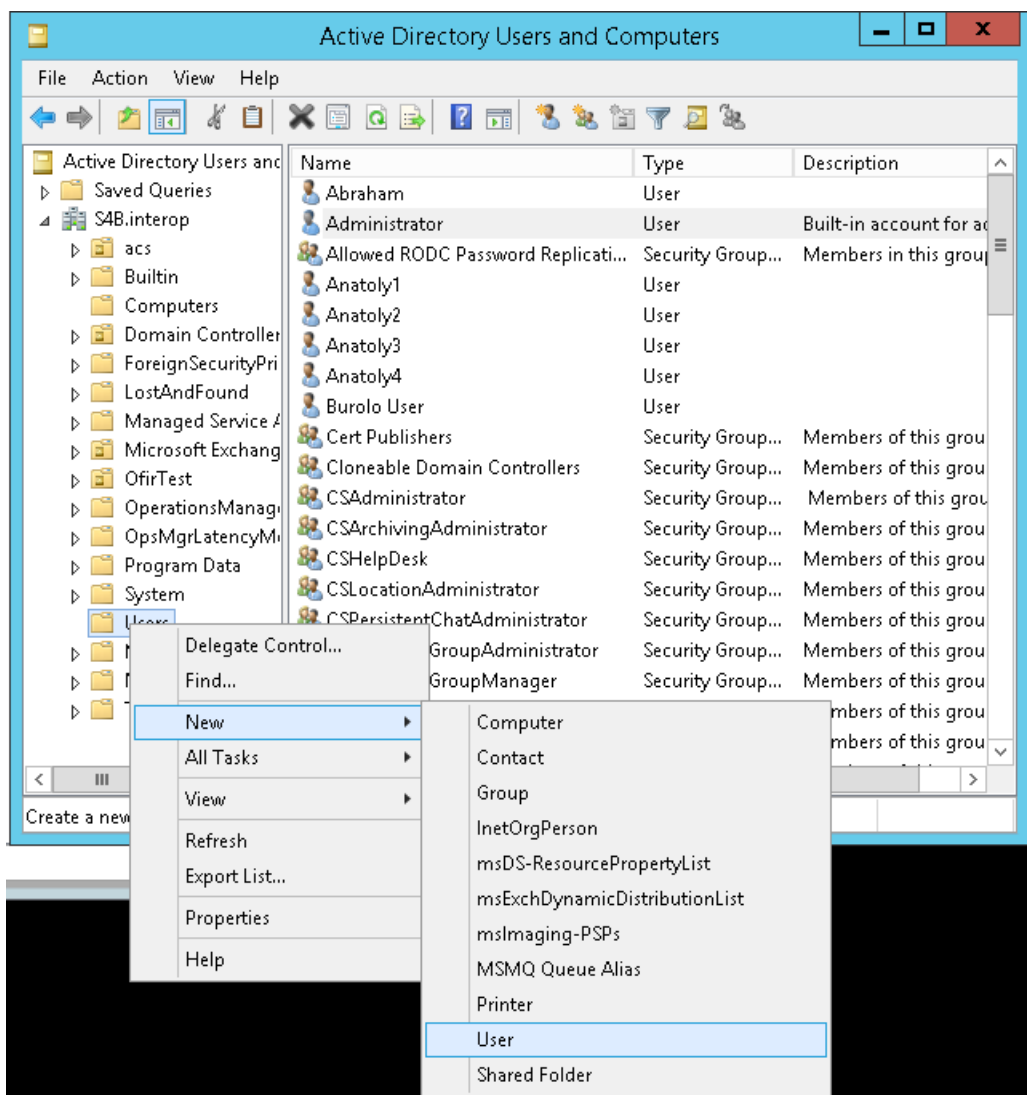 Active Directory Users and Computers
File Action View Help
Active Directory Users and
Saved Queries
S4B.interop
acs
Builtin
Computers
Domain Controller
ForeignSecurityPri
LostAndFound
Managed Service A
Microsoft Exchang
OfirTest
OperationsManag
OpsMgrLatencyM
Program Data
System
Users
Name Type Description
Abraham User
Administrator User Built-in account for ad
Allowed RODC Password Replicati... Security Group... Members in this group
Anatoly1 User
Anatoly2 User
Anatoly3 User
Anatoly4 User
Burolo User User
Cert Publishers Security Group... Members of this grou
Cloneable Domain Controllers Security Group... Members of this grou
CSAdministrator Security Group... Members of this grou
CSArchivingAdministrator Security Group... Members of this grou
CSHelpDesk Security Group... Members of this grou
CSLocationAdministrator Security Group... Members of this grou
CSPersistentChatAdministrator Security Group... Members of this grou
GroupAdministrator Security Group... Members of this grou
GroupManager Security Group... Members of this grou
mbers of this grou
mbers of this grou
Create a new
Delegate Control...
Find...
New
All Tasks
View
Refresh
Export List...
Properties
Help
Computer
Contact
Group
InetOrgPerson
msDS-ResourcePropertyList
msExchDynamicDistributionList
msImaging-PSPs
MSMQ Queue Alias
Printer
User
Shared Folder